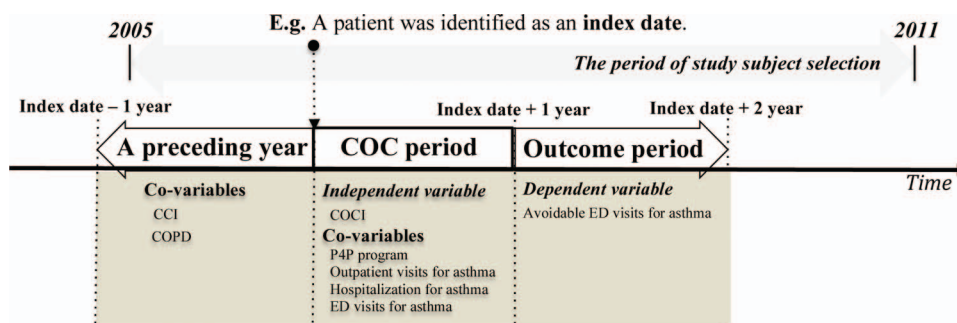 E.g. A patient was identified as an index date.
2005
2011
The period of study subject selection
Index date – 1 year
Index date + 1 year
Index date + 2 year
A preceding year
COC period
Outcome period
Time
Co-variables
CCI
COPD
Independent variable
COCI
Co-variables
P4P program
Outpatient visits for asthma
Hospitalization for asthma
ED visits for asthma
Dependent variable
Avoidable ED visits for asthma